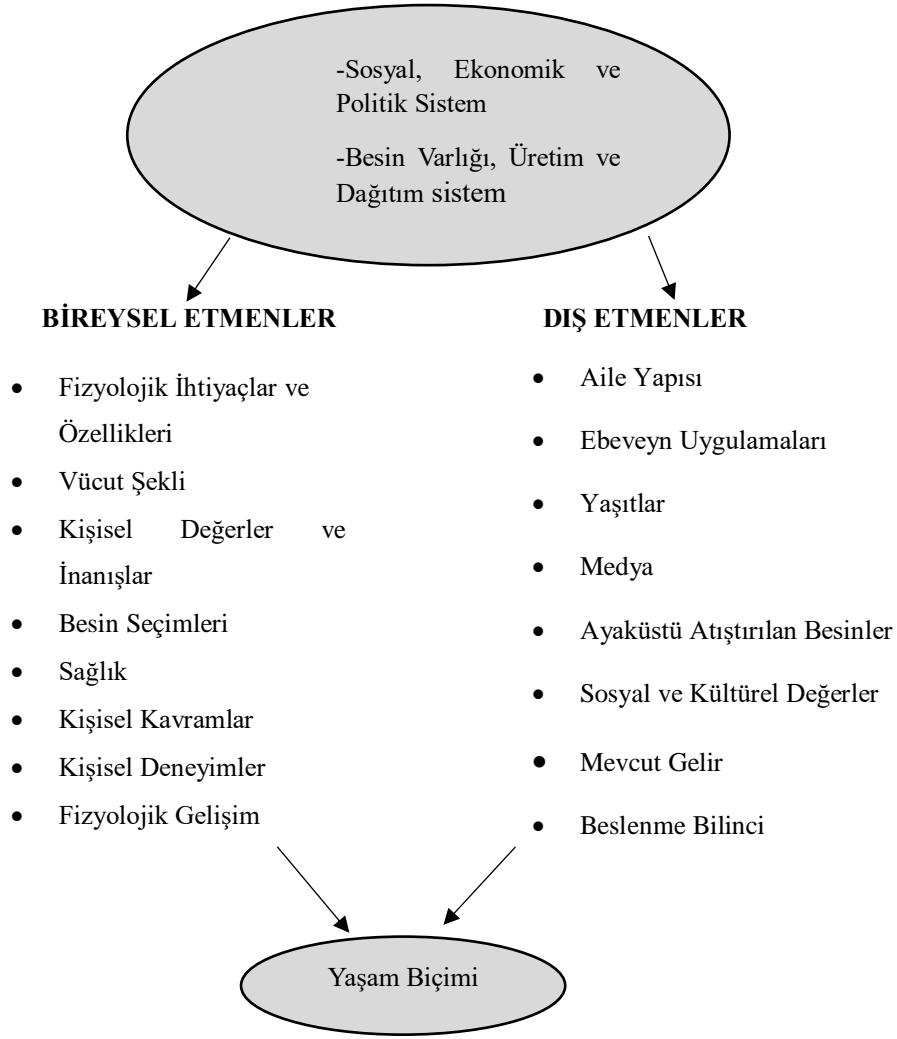 -Sosyal, Ekonomik ve
Politik Sistem
-Besin Varlığı, Üretim ve
Dağıtım sistem
BİREYSEL ETMENLER
• Fizyolojik İhtiyaçlar ve
Özellikleri
• Vücut Şekli
• Kişisel Değerler ve
İnanışlar
• Besin Seçimleri
• Sağlık
• Kişisel Kavramlar
• Kişisel Deneyimler
• Fizyolojik Gelişim
DIŞ ETMENLER
• Aile Yapısı
• Ebeveyn Uygulamaları
• Yaşıtlar
• Medya
• Ayaküstü Atıştırılan Besinler
• Sosyal ve Kültürel Değerler
• Mevcut Gelir
• Beslenme Bilinci
Yaşam Biçimi